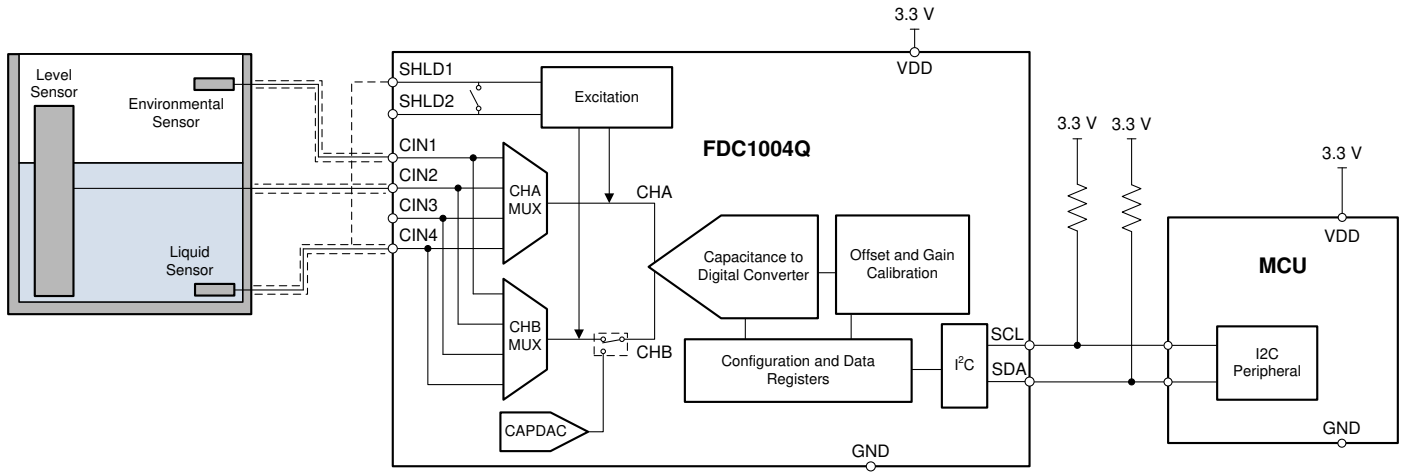 3.3 V
VDD
Level
Sensor
Environmental
Sensor
Liquid
Sensor
SHLD1
SHLD2
CIN1
CIN2
CIN3
CIN4
Excitation
FDC1004Q
CHA
MUX
CHA
CHB
MUX
CHB
CAPDAC
Capacitance to
Digital Converter
Offset and Gain
Calibration
Configuration and Data
Registers
I²C
SCL
SDA
GND
3.3 V
3.3 V
3.3 V
VDD
MCU
I2C
Peripheral
GND